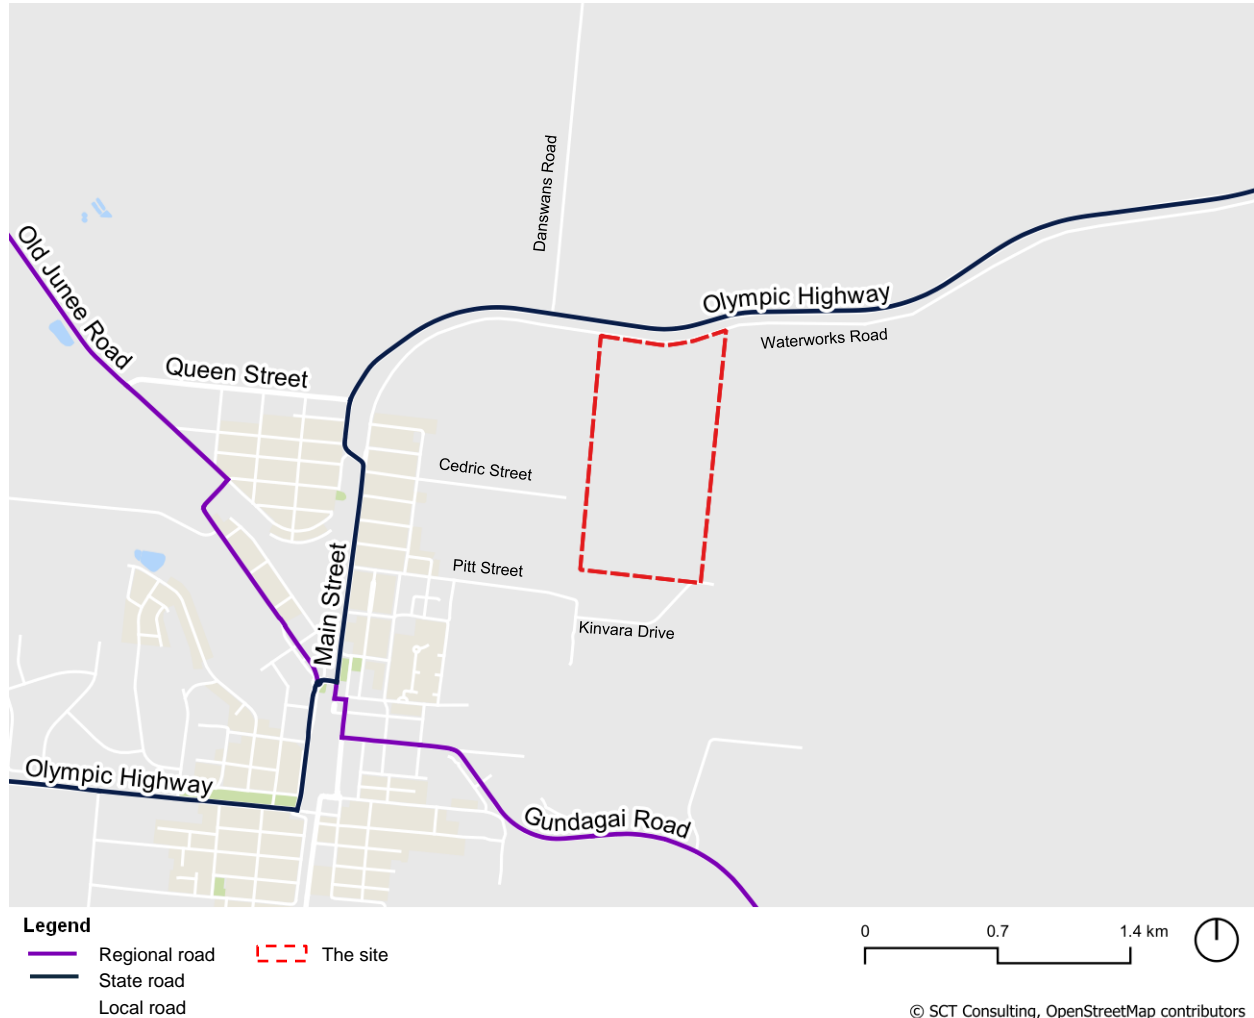 Danswans Road
Old Junee Road
Olympic Highway
Waterworks Road
Queen Street
Cedric Street
Main Street
Pitt Street
Kinvara Drive
Olympic Highway
Gundagai Road
Legend
Regional road
The site
State road
Local road
0 0.7 1.4 km
© SCT Consulting, OpenStreetMap contributors